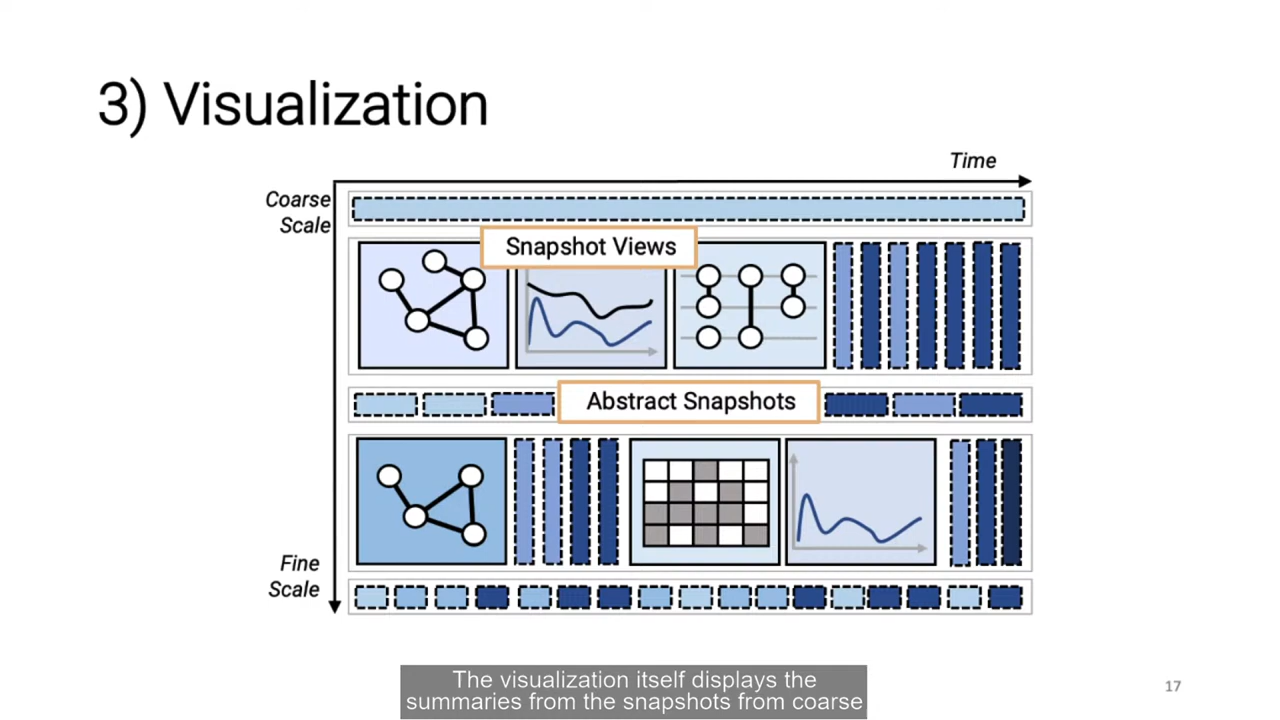 3) Visualization
Time
Coarse
Scale
Snapshot Views
Abstract Snapshots
Fine
Scale
The visualization itself displays the
summaries from the snapshots from coarse
17